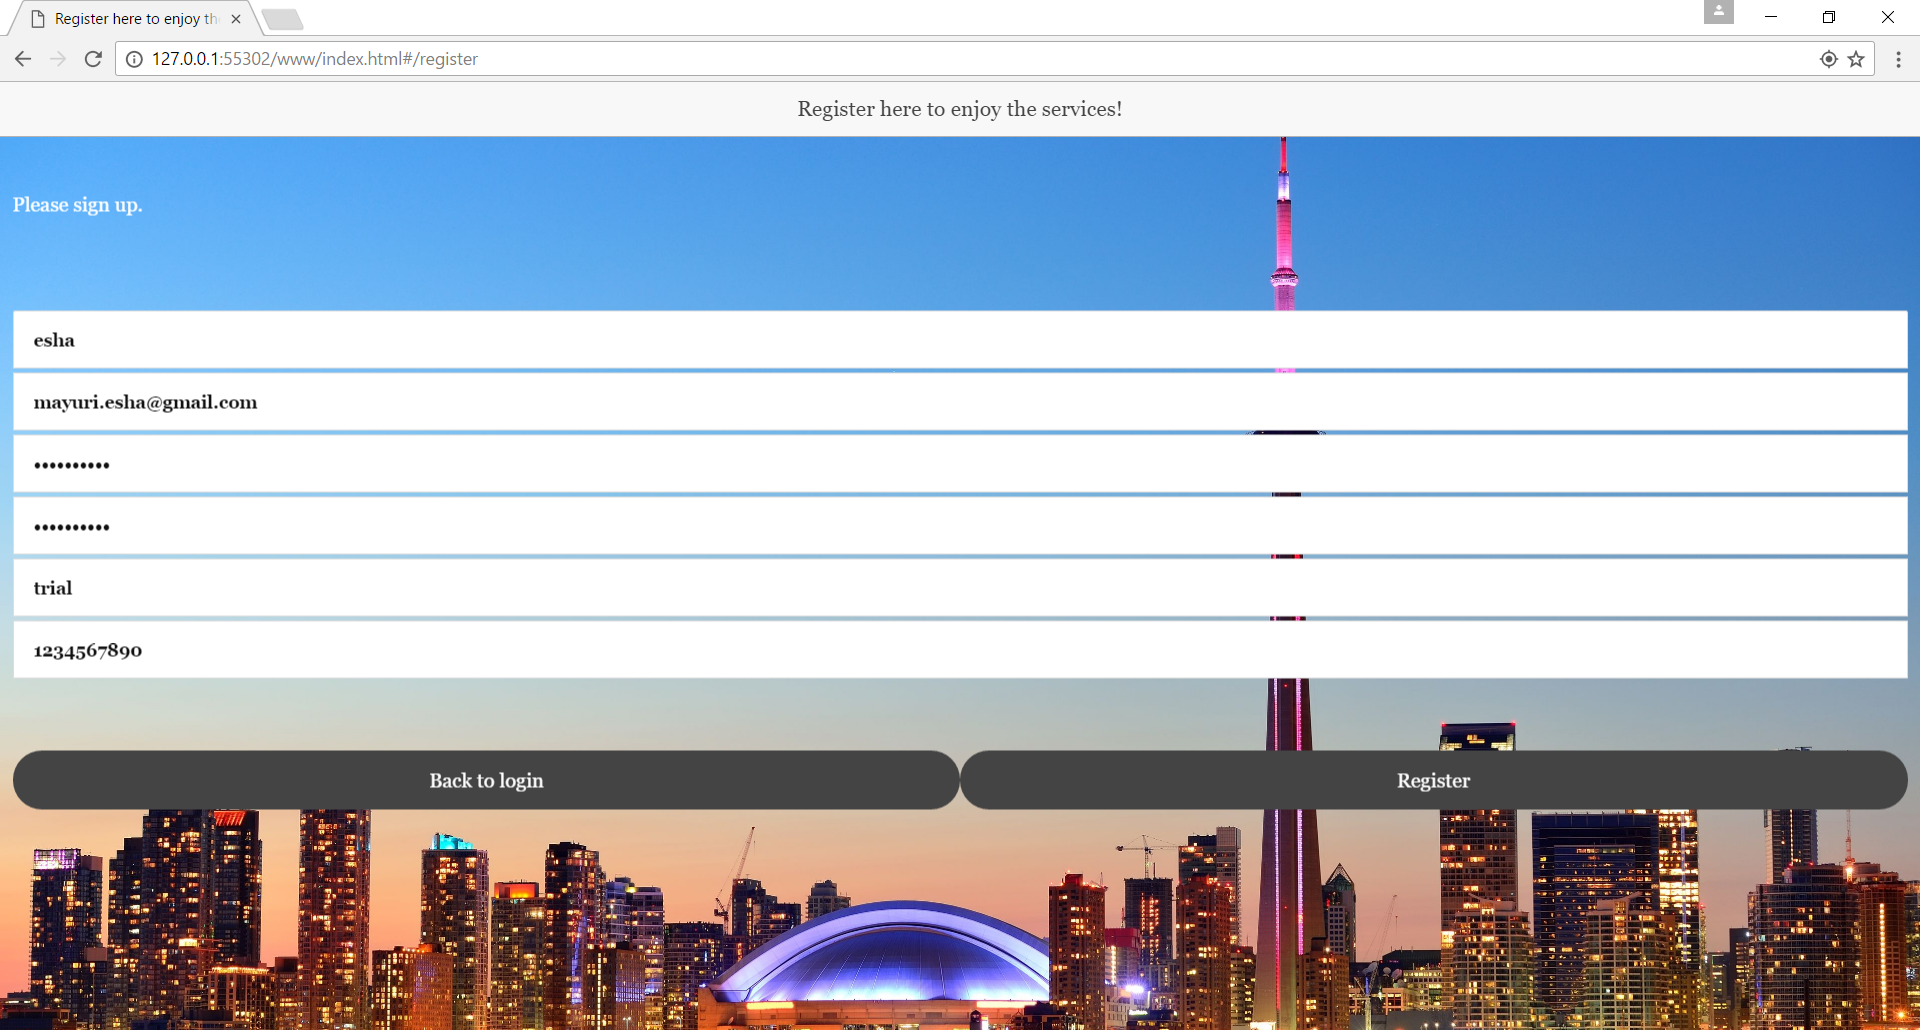 Register here to enjoy th
127.0.0.1:55302/www/index.html#/register
Register here to enjoy the services!
Please sign up.
esha
mayuri.esha@gmail.com
••••••••••
••••••••••
trial
1234567890
Back to login
Register